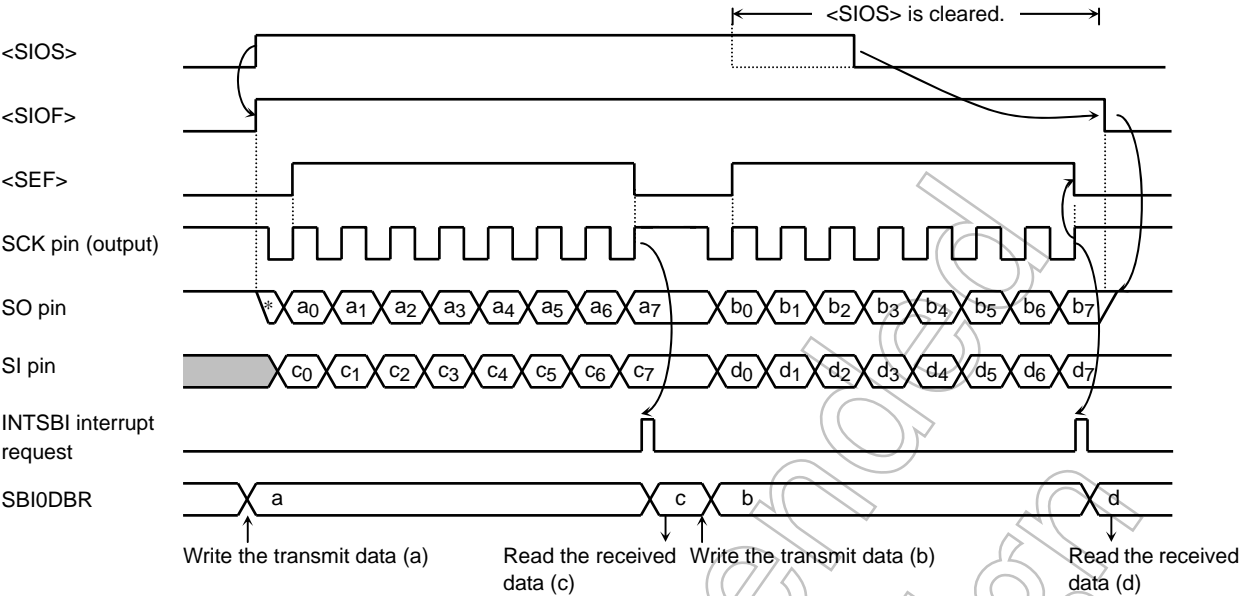 <SIOS> is cleared.
<SIOS>
<SIOF>
<SEF>
SCK pin (output)
SO pin
* a0 a1 a2 a3 a4 a5 a6 a7 b0 b1 b2 b3 b4 b5 b6 b7
SI pin
c0 c1 c2 c3 c4 c5 c6 c7 d0 d1 d2 d3 d4 d5 d6 d7
INTSBI interrupt
request
SBI0DBR
a c b d
Write the transmit data (a)
Read the received
data (c)
Write the transmit data (b)
Read the received
data (d)